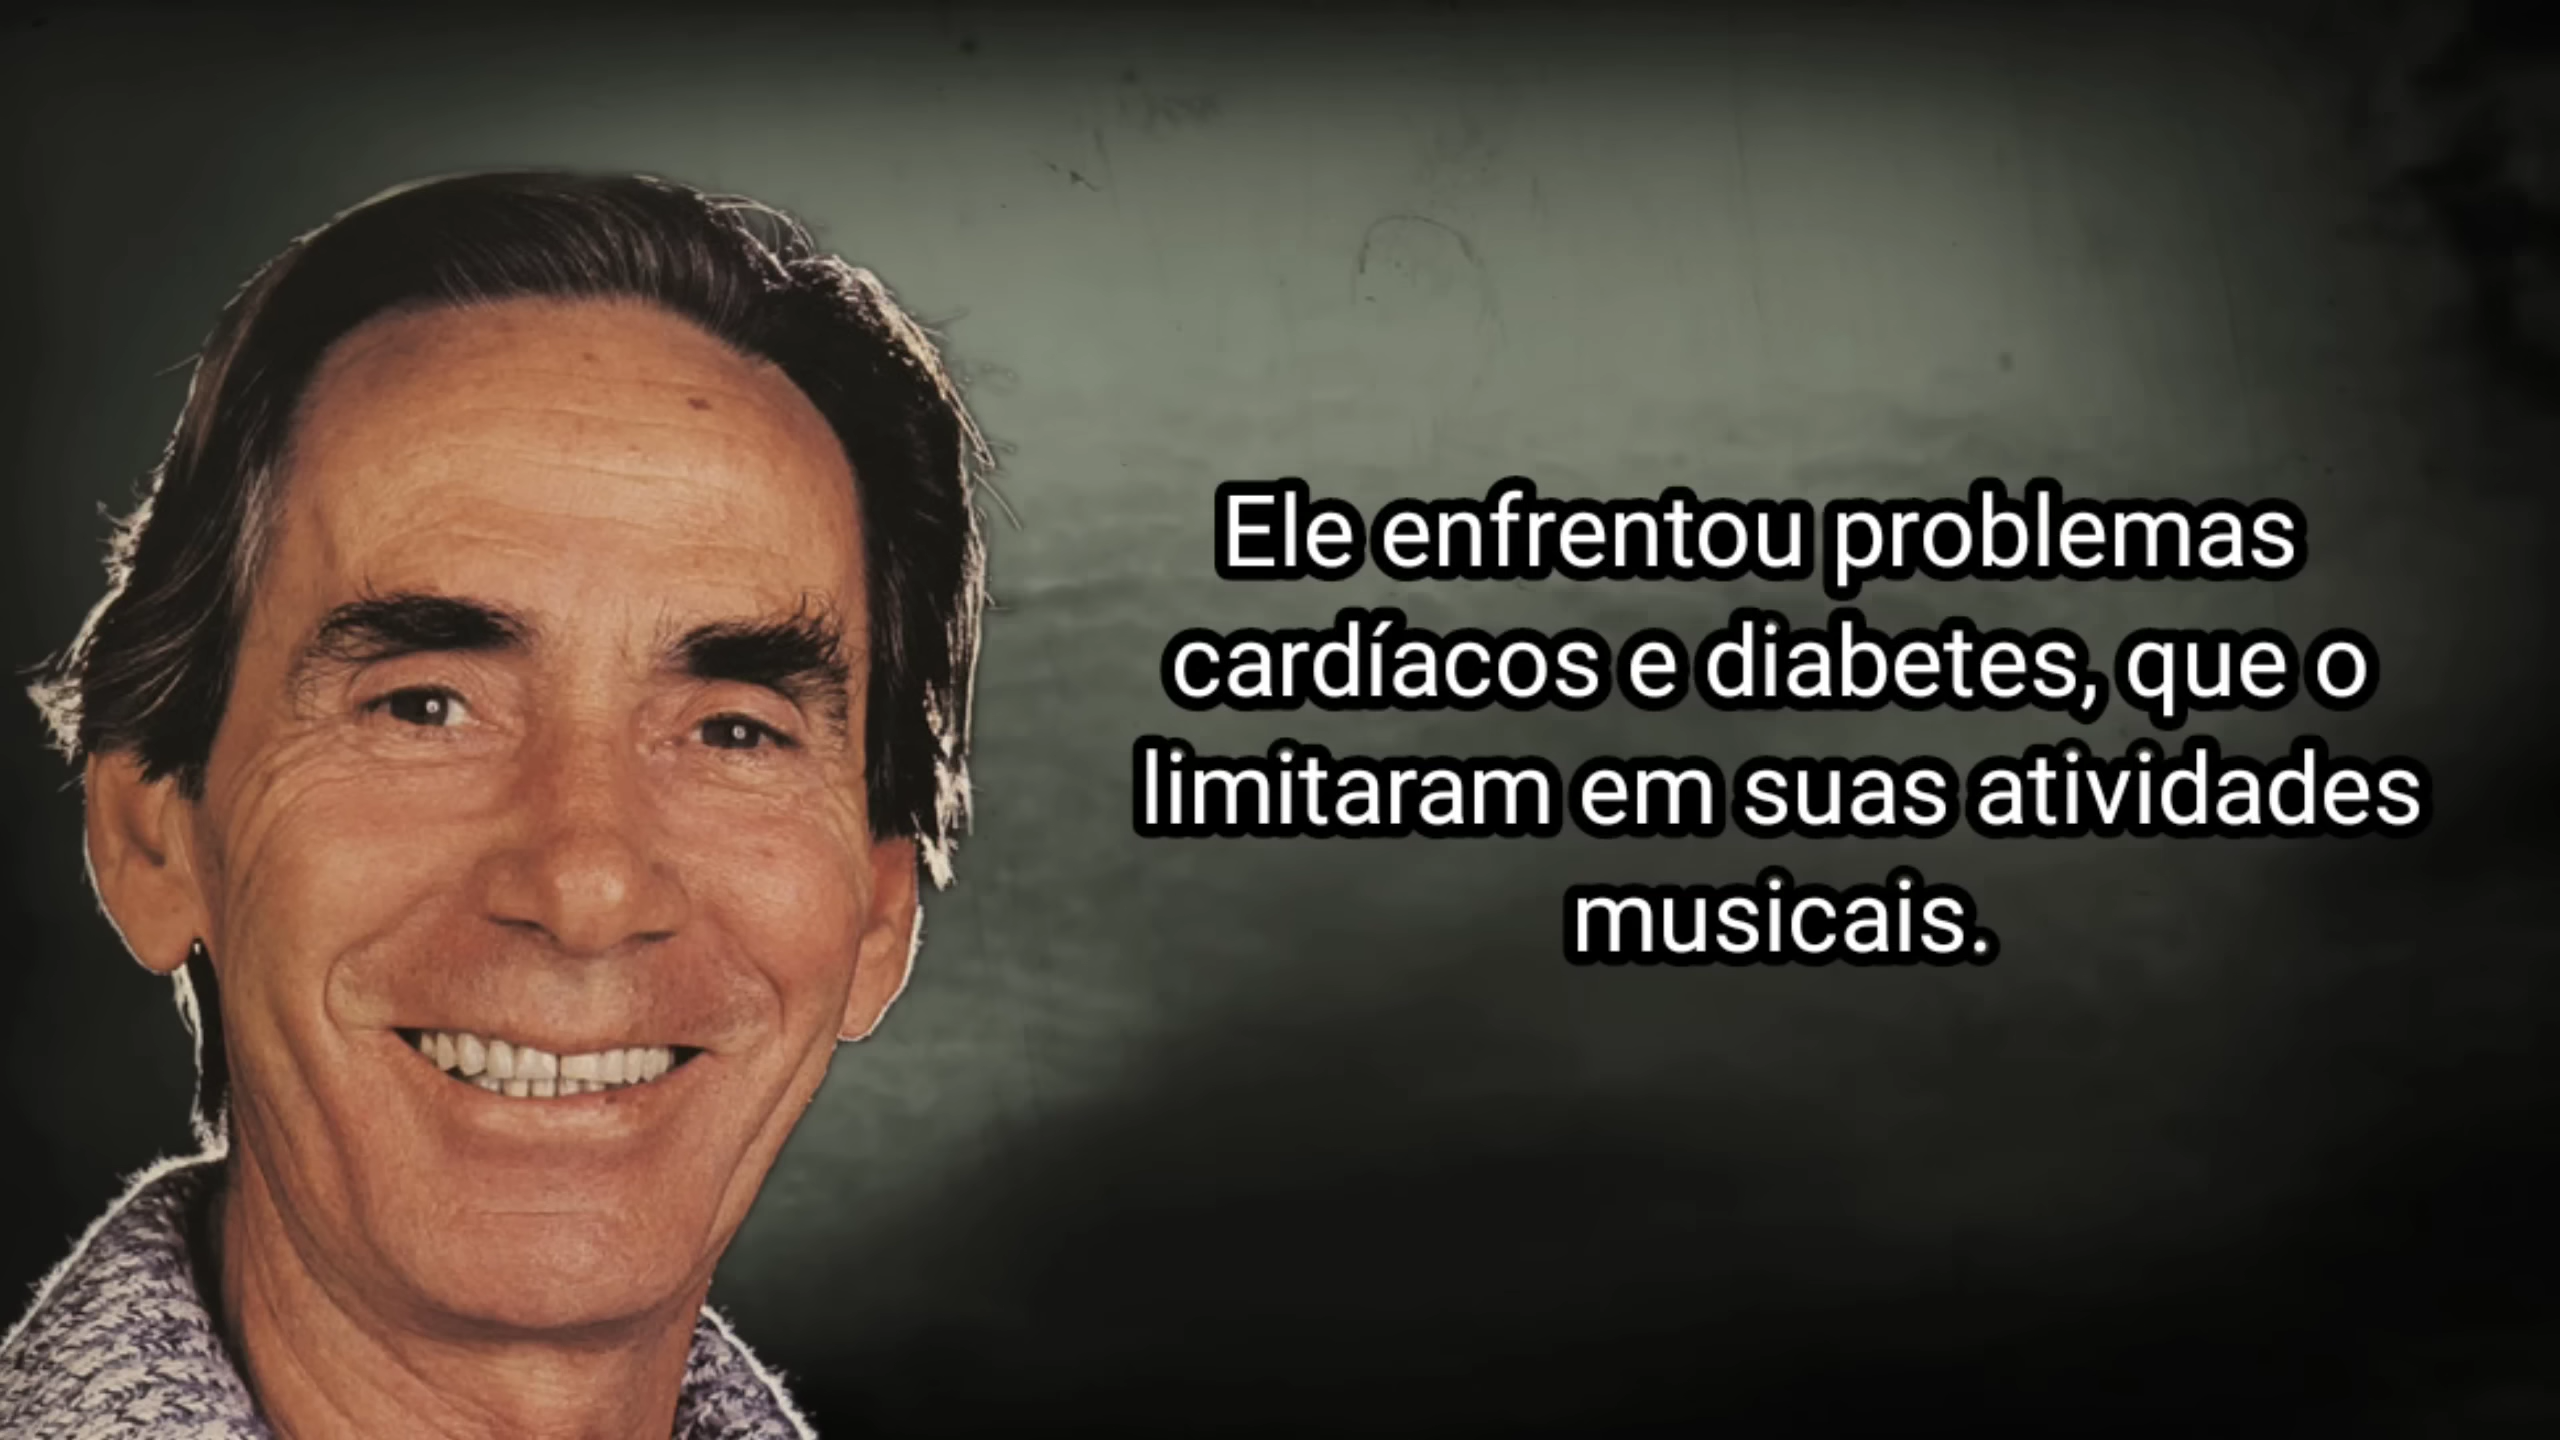 Ele enfrentou problemas
cardíacos e diabetes, que o
limitaram em suas atividades
musicais.